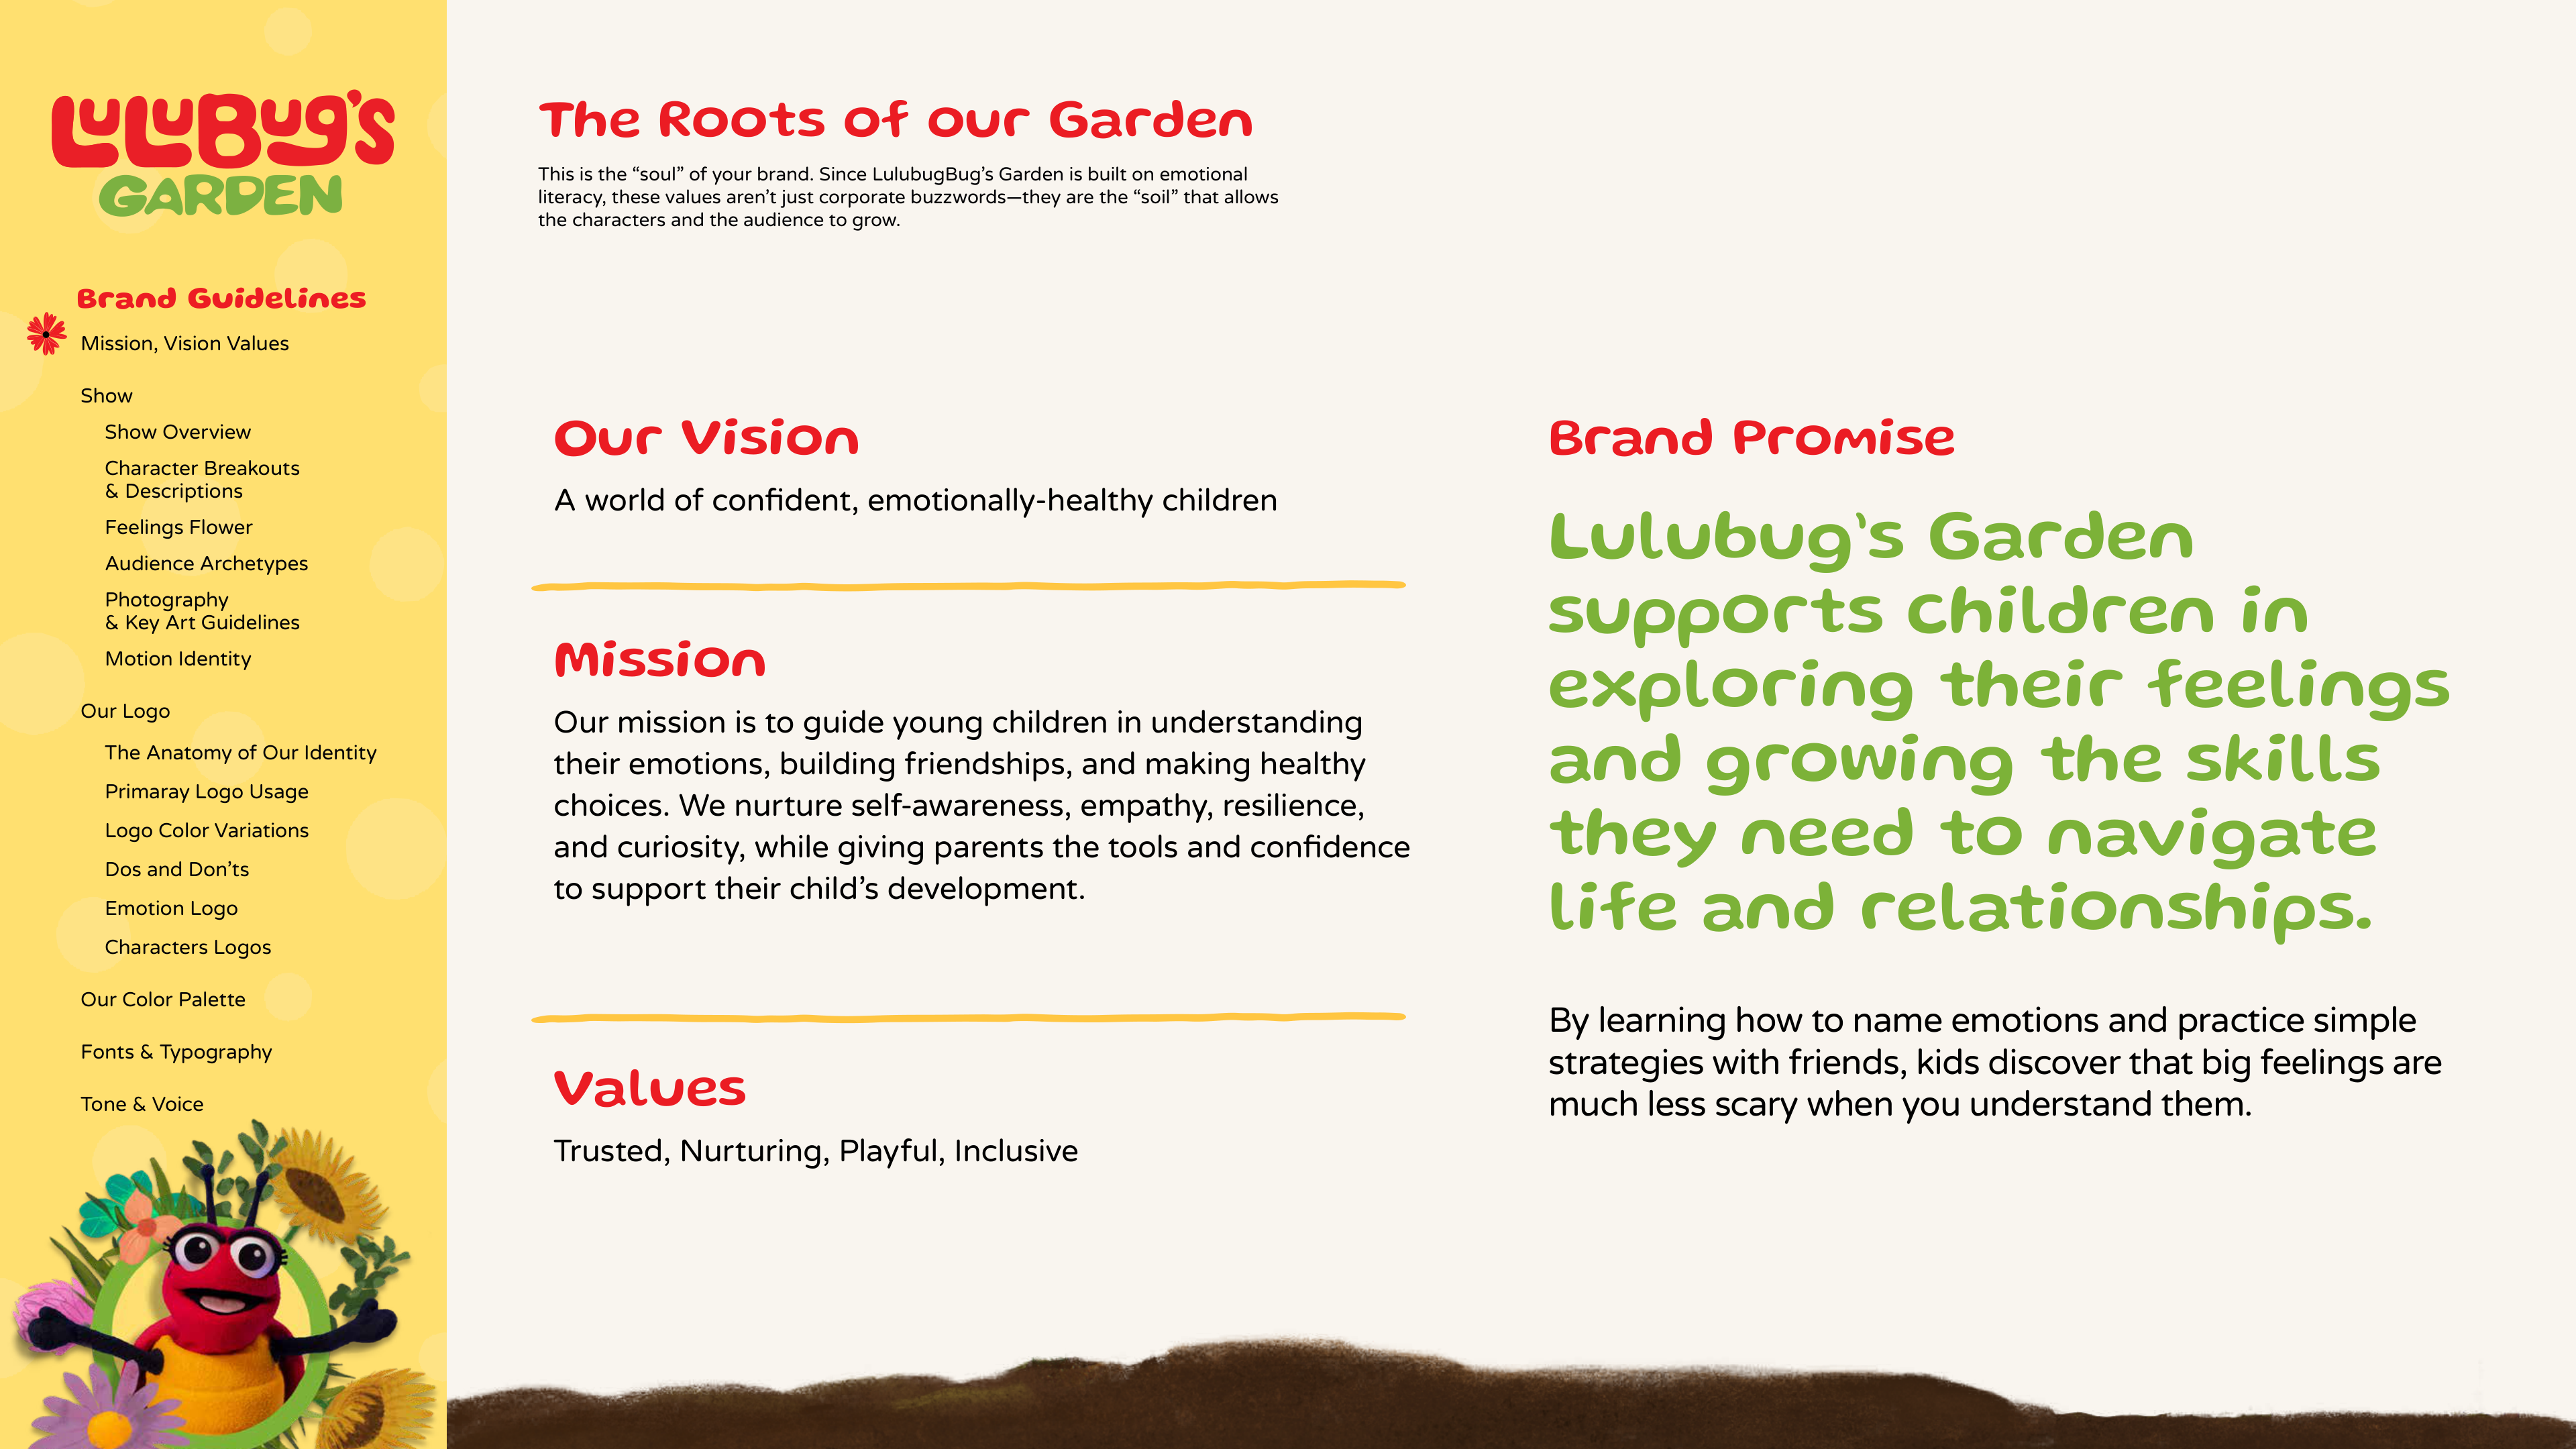 LuLuBug's
GARDEN
Brand Guidelines
Mission, Vision Values
Show
Show Overview
Character Breakouts
& Descriptions
Feelings Flower
Audience Archetypes
Photography
& Key Art Guidelines
Motion Identity
Our Logo
The Anatomy of Our Identity
Primaray Logo Usage
Logo Color Variations
Dos and Don’ts
Emotion Logo
Characters Logos
Our Color Palette
Fonts & Typography
Tone & Voice
The Roots of our Garden
This is the “soul” of your brand. Since LulubugBug’s Garden is built on emotional
literacy, these values aren’t just corporate buzzwords—they are the “soil” that allows
the characters and the audience to grow.
Our Vision
A world of confident, emotionally-healthy children
Mission
Our mission is to guide young children in understanding
their emotions, building friendships, and making healthy
choices. We nurture self-awareness, empathy, resilience,
and curiosity, while giving parents the tools and confidence
to support their child’s development.
Values
Trusted, Nurturing, Playful, Inclusive
Brand Promise
Lulubug’s Garden
supports children in
exploring their feelings
and growing the skills
they need to navigate
life and relationships.
By learning how to name emotions and practice simple
strategies with friends, kids discover that big feelings are
much less scary when you understand them.